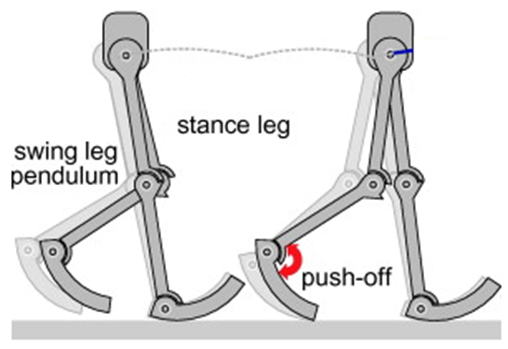 stance leg
swing leg
pendulum
push-off